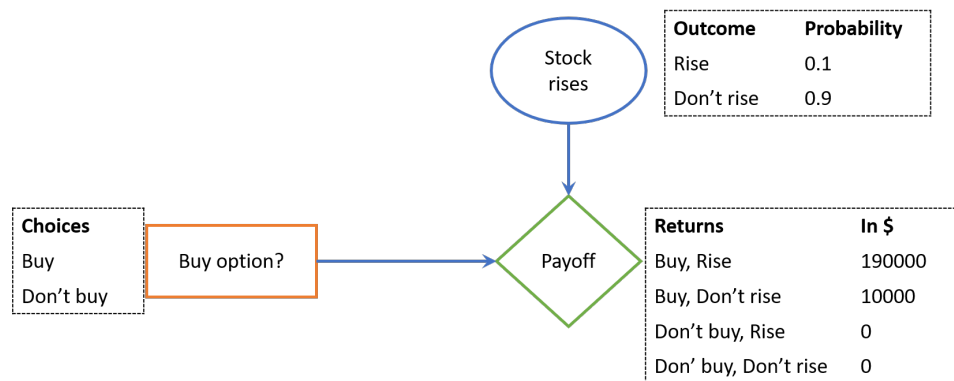 Stock
rises
Outcome Probability
Rise 0.1
Don't rise 0.9
Choices
Buy
Don't buy
Buy option?
Payoff
Returns In $
Buy, Rise 190000
Buy, Don't rise 10000
Don't buy, Rise 0
Don' buy, Don't rise 0